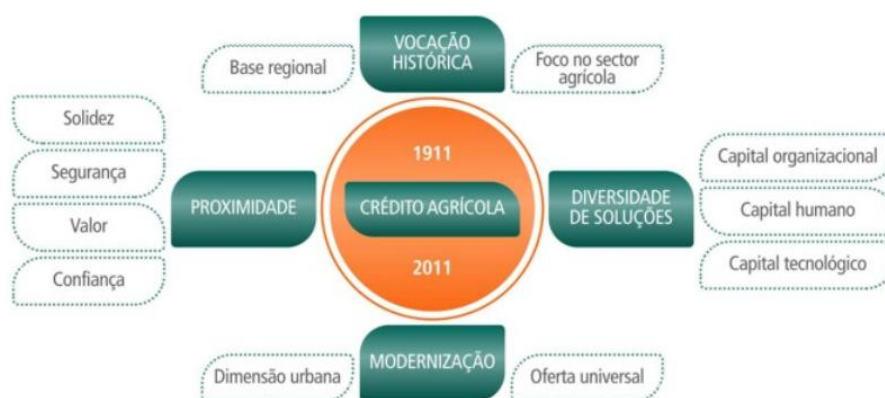 VOCAÇÃO
HISTÓRICA
Base regional
Foco no sector
agrícola
Solidez
Segurança
Valor
Confiança
PROXIMIDADE
1911
CRÉDITO AGRÍCOLA
2011
DIVERSIDADE
DE SOLUÇÕES
Capital organizacional
Capital humano
Capital tecnológico
MODERNIZAÇÃO
Dimensão urbana
Oferta universal